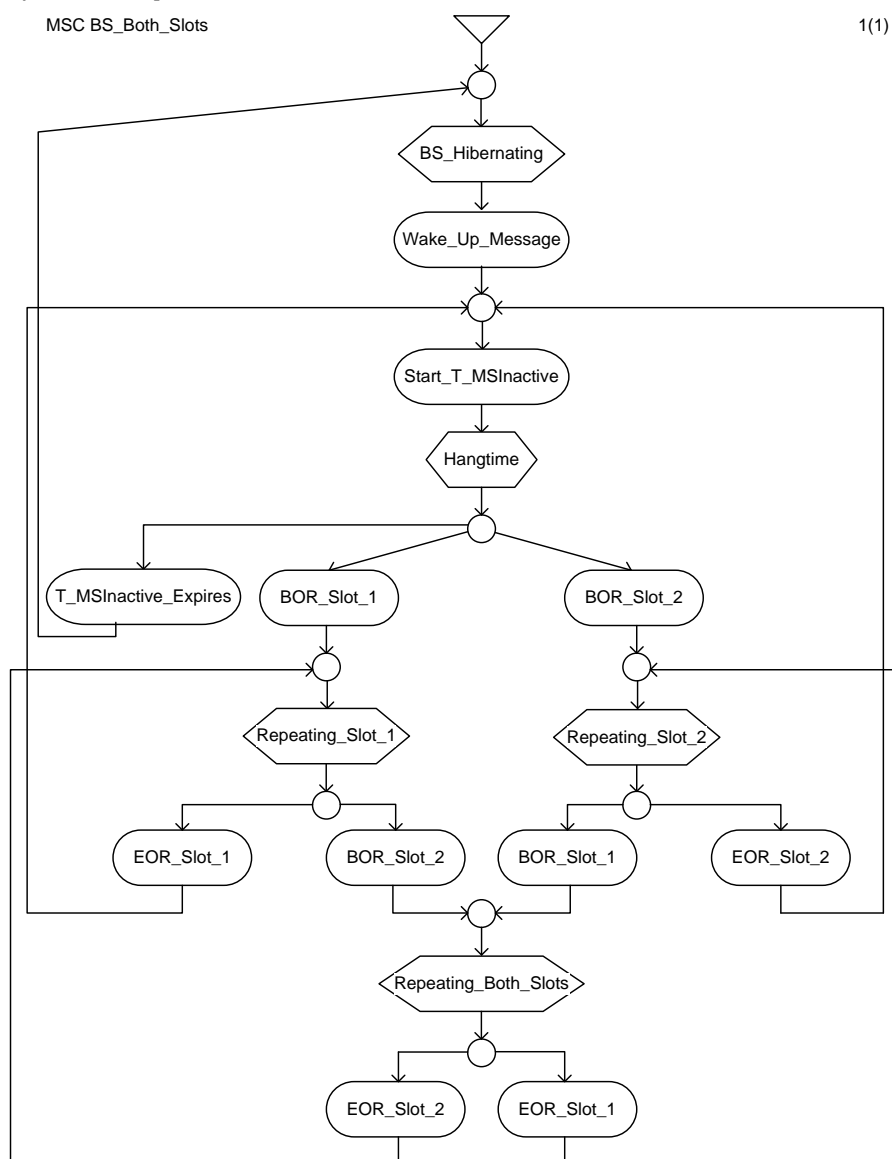 MSC BS_Both_Slots
1(1)
BS_Hibernating
Wake_Up_Message
Start_T_MSInactive
Hangtime
T_MSInactive_Expires
BOR_Slot_1
BOR_Slot_2
Repeating_Slot_1
Repeating_Slot_2
EOR_Slot_1
BOR_Slot_2
BOR_Slot_1
EOR_Slot_2
Repeating_Both_Slots
EOR_Slot_2
EOR_Slot_1